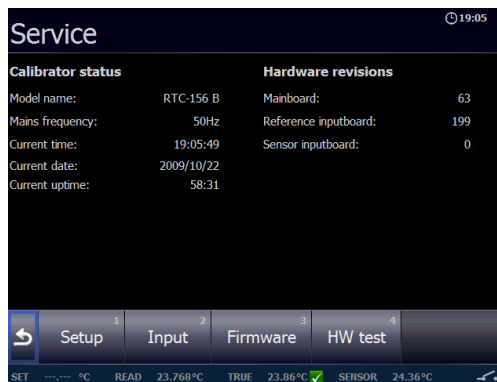 Service
19:05
Calibrator status
Model name: RTC-156 B
Mains frequency: 50Hz
Current time: 19:05:49
Current date: 2009/10/22
Current uptime: 58:31
Hardware revisions
Mainboard: 63
Reference inputboard: 199
Sensor inputboard: 0
1 Setup
2 Input
3 Firmware
4 HW test
SET ---.--- °C READ 23.768°C TRUE 23.86°C SENSOR 24.36°C